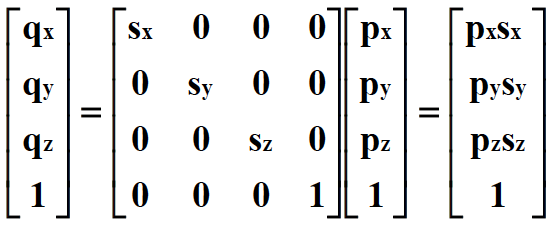 qx sx 0 0 0 px pxsx
qy 0 sy 0 0 py pysy
= =
qz 0 0 sz 0 pz pzsz
1 0 0 0 1 1 1